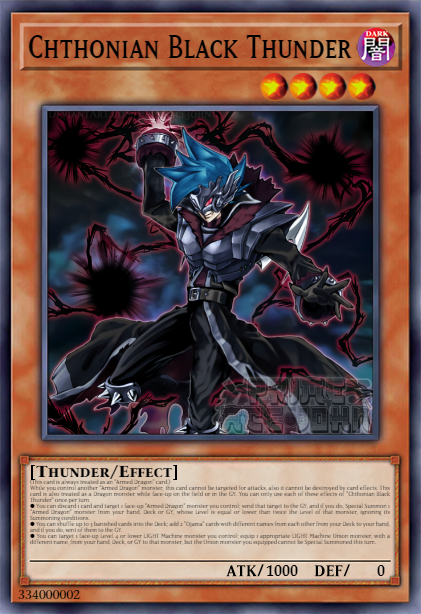 CHTHONIAN BLACK THUNDER
DARK
闇
[THUNDER/EFFECT]
(This card is always treated as an "Armed Dragon" card.)
While you control another "Armed Dragon" monster, this card cannot be targeted for attacks, also it cannot be destroyed by card effects. This
card is also treated as a Dragon monster while face-up on the field or in the GY. You can only use each of these effects of "Chthonian Black
Thunder" once per turn.
● You can discard 1 card and target 1 face-up "Armed Dragon" monster you control; send that target to the GY, and if you do, Special Summon 1
"Armed Dragon" monster from your hand, Deck or GY, whose Level is equal or lower than twice the Level of that monster, ignoring its
Summoning conditions.
● You can shuffle up to 3 banished cards into the Deck; add 2 "Ojama" cards with different names from each other from your Deck to your hand,
and if you do, send 1 of them to the GY.
● You can target 1 face-up Level 4 or lower LIGHT Machine monster you control; equip 1 appropriate LIGHT Machine Union monster, with a
different name, from your hand, Deck, or GY to that monster, but the Union monster you equipped cannot be Special Summoned this turn.
ATK/1000 DEF/ 0
334000002